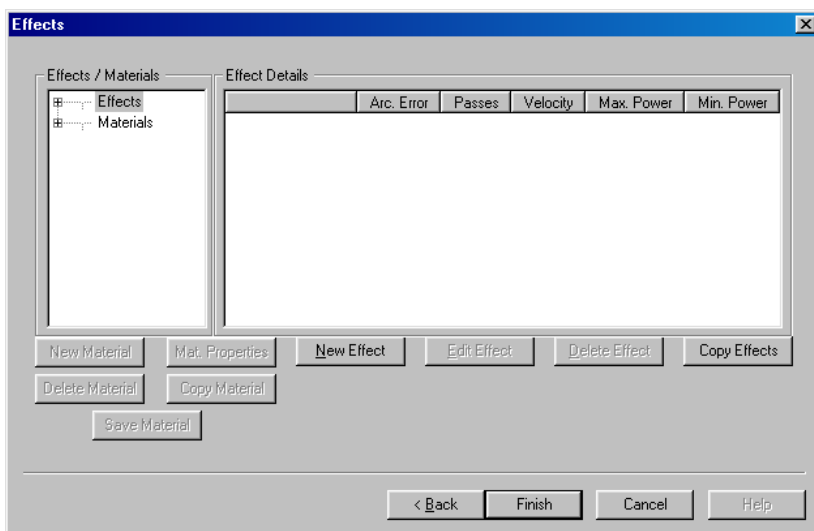 Effects
Effects / Materials
Effect Details
Effects
Materials
Arc. Error Passes Velocity Max. Power Min. Power
New Material Mat. Properties New Effect Edit Effect Delete Effect Copy Effects
Delete Material Copy Material
Save Material
< Back Finish Cancel Help